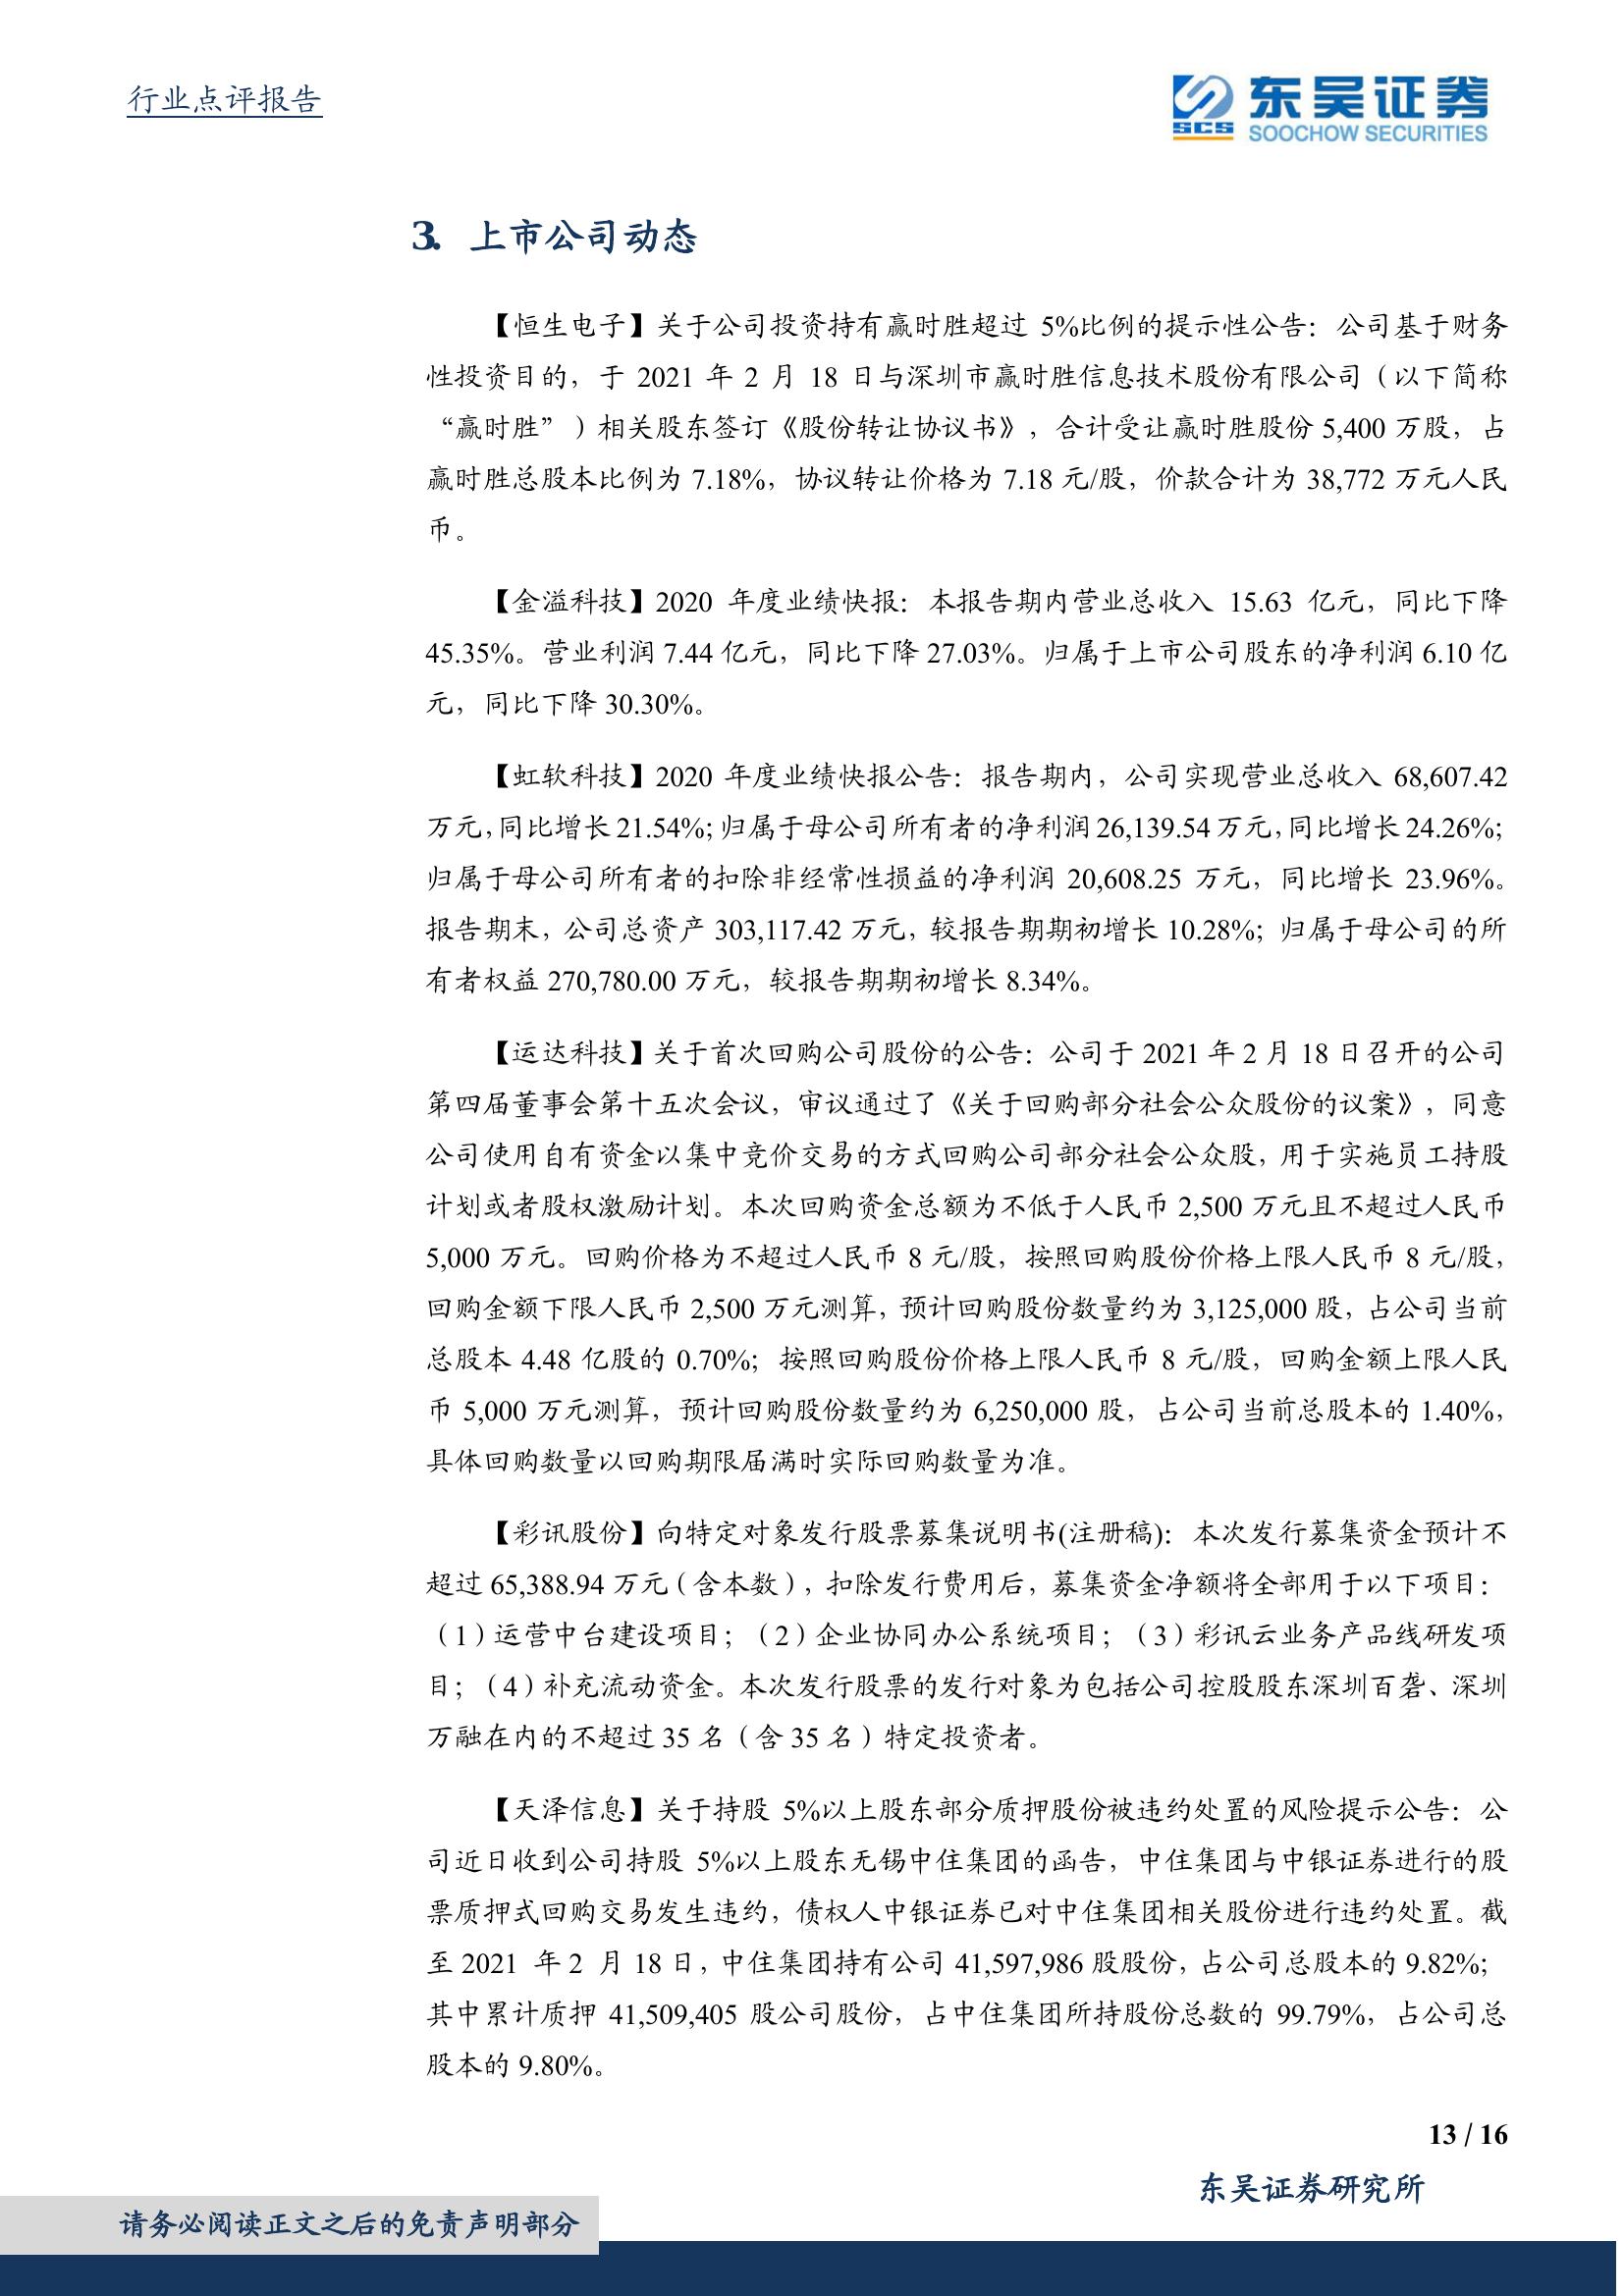 行业点评报告
SCS
东吴证券
SOOCHOW SECURITIES
3. 上市公司动态
【恒生电子】关于公司投资持有赢时胜超过 5%比例的提示性公告：公司基于财务
性投资目的，于 2021 年 2 月 18 日与深圳市赢时胜信息技术股份有限公司（以下简称
“赢时胜”）相关股东签订《股份转让协议书》，合计受让赢时胜股份 5,400 万股，占
赢时胜总股本比例为 7.18%，协议转让价格为 7.18 元/股，价款合计为 38,772 万元人民
币。
【金溢科技】2020 年度业绩快报：本报告期内营业总收入 15.63 亿元，同比下降
45.35%。营业利润 7.44 亿元，同比下降 27.03%。归属于上市公司股东的净利润 6.10 亿
元，同比下降 30.30%。
【虹软科技】2020 年度业绩快报公告：报告期内，公司实现营业总收入 68,607.42
万元，同比增长 21.54%；归属于母公司所有者的净利润 26,139.54 万元，同比增长 24.26%；
归属于母公司所有者的扣除非经常性损益的净利润 20,608.25 万元，同比增长 23.96%。
报告期末，公司总资产 303,117.42 万元，较报告期期初增长 10.28%；归属于母公司的所
有者权益 270,780.00 万元，较报告期期初增长 8.34%。
【运达科技】关于首次回购公司股份的公告：公司于 2021 年 2 月 18 日召开的公司
第四届董事会第十五次会议，审议通过了《关于回购部分社会公众股份的议案》，同意
公司使用自有资金以集中竞价交易的方式回购公司部分社会公众股，用于实施员工持股
计划或者股权激励计划。本次回购资金总额为不低于人民币 2,500 万元且不超过人民币
5,000 万元。回购价格为不超过人民币 8 元/股，按照回购股份价格上限人民币 8 元/股，
回购金额下限人民币 2,500 万元测算，预计回购股份数量约为 3,125,000 股，占公司当前
总股本 4.48 亿股的 0.70%；按照回购股份价格上限人民币 8 元/股，回购金额上限人民
币 5,000 万元测算，预计回购股份数量约为 6,250,000 股，占公司当前总股本的 1.40%，
具体回购数量以回购期限届满时实际回购数量为准。
【彩讯股份】向特定对象发行股票募集说明书(注册稿)：本次发行募集资金预计不
超过 65,388.94 万元（含本数），扣除发行费用后，募集资金净额将全部用于以下项目：
（1）运营中台建设项目；（2）企业协同办公系统项目；（3）彩讯云业务产品线研发项
目；（4）补充流动资金。本次发行股票的发行对象为包括公司控股股东深圳百砻、深圳
万融在内的不超过 35 名（含 35 名）特定投资者。
【天泽信息】关于持股 5%以上股东部分质押股份被违约处置的风险提示公告：公
司近日收到公司持股 5%以上股东无锡中住集团的函告，中住集团与中银证券进行的股
票质押式回购交易发生违约，债权人中银证券已对中住集团相关股份进行违约处置。截
至 2021 年 2 月 18 日，中住集团持有公司 41,597,986 股股份，占公司总股本的 9.82%；
其中累计质押 41,509,405 股公司股份，占中住集团所持股份总数的 99.79%，占公司总
股本的 9.80%。
13 / 16
东吴证券研究所
请务必阅读正文之后的免责声明部分